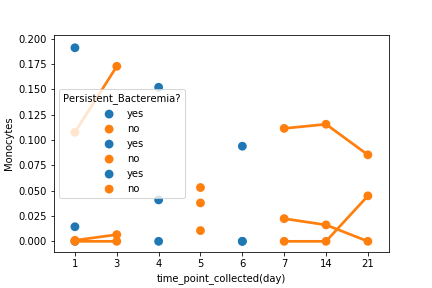 0.200
0.175
0.150
0.125
0.100
0.075
0.050
0.025
0.000
Monocytes
Persistent_Bacteremia?
yes
no
yes
no
yes
no
1 3 4 5 6 7 14 21
time_point_collected(day)